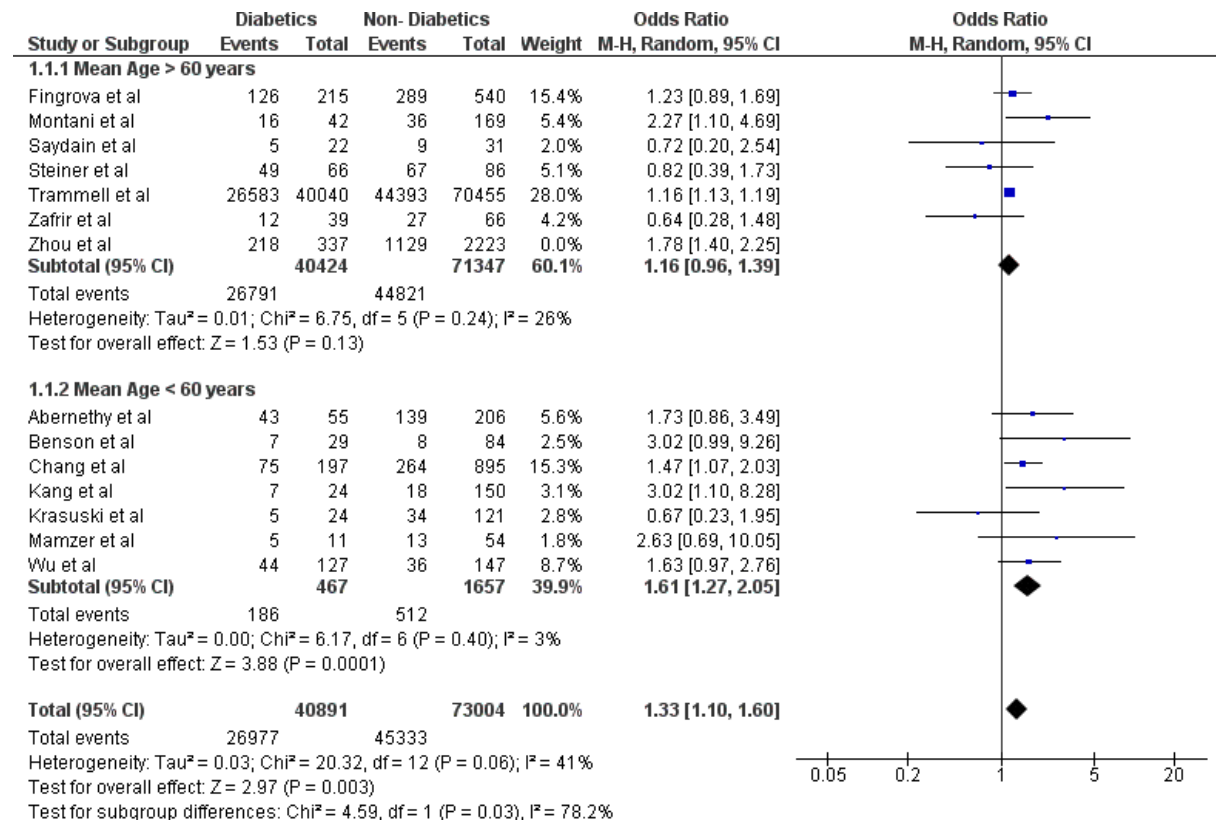 Diabetics Non- Diabetics Odds Ratio Odds Ratio
Study or Subgroup Events Total Events Total Weight M-H, Random, 95% CI M-H, Random, 95% CI
1.1.1 Mean Age > 60 years
Fingrova et al 126 215 289 540 15.4% 1.23 [0.89, 1.69]
Montani et al 16 42 36 169 5.4% 2.27 [1.10, 4.69]
Saydain et al 5 22 9 31 2.0% 0.72 [0.20, 2.54]
Steiner et al 49 66 67 86 5.1% 0.82 [0.39, 1.73]
Trammell et al 26583 40040 44393 70455 28.0% 1.16 [1.13, 1.19]
Zafrir et al 12 39 27 66 4.2% 0.64 [0.28, 1.48]
Zhou et al 218 337 1129 2223 0.0% 1.78 [1.40, 2.25]
Subtotal (95% CI) 40424 71347 60.1% 1.16 [0.96, 1.39]
Total events 26791 44821
Heterogeneity: Tau² = 0.01; Chi² = 6.75, df = 5 (P = 0.24); I² = 26%
Test for overall effect: Z = 1.53 (P = 0.13)
1.1.2 Mean Age < 60 years
Abernethy et al 43 55 139 206 5.6% 1.73 [0.86, 3.49]
Benson et al 7 29 8 84 2.5% 3.02 [0.99, 9.26]
Chang et al 75 197 264 895 15.3% 1.47 [1.07, 2.03]
Kang et al 7 24 18 150 3.1% 3.02 [1.10, 8.28]
Krasuski et al 5 24 34 121 2.8% 0.67 [0.23, 1.95]
Mamzer et al 5 11 13 54 1.8% 2.63 [0.69, 10.05]
Wu et al 44 127 36 147 8.7% 1.63 [0.97, 2.76]
Subtotal (95% CI) 467 1657 39.9% 1.61 [1.27, 2.05]
Total events 186 512
Heterogeneity: Tau² = 0.00; Chi² = 6.17, df = 6 (P = 0.40); I² = 3%
Test for overall effect: Z = 3.88 (P = 0.0001)
Total (95% CI) 40891 73004 100.0% 1.33 [1.10, 1.60]
Total events 26977 45333
Heterogeneity: Tau² = 0.03; Chi² = 20.32, df = 12 (P = 0.06); I² = 41%
Test for overall effect: Z = 2.97 (P = 0.003)
Test for subgroup differences: Chi² = 4.59, df = 1 (P = 0.03), I² = 78.2%
0.05 0.2 1 5 20